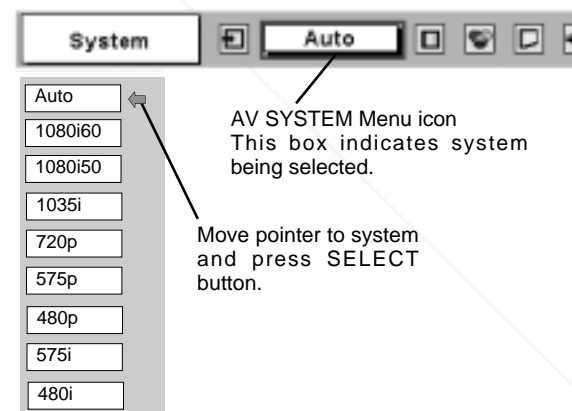 System
Auto
AV SYSTEM Menu icon
This box indicates system
being selected.
Auto
1080i60
1080i50
1035i
720p
575p
480p
575i
480i
Move pointer to system
and press SELECT
button.